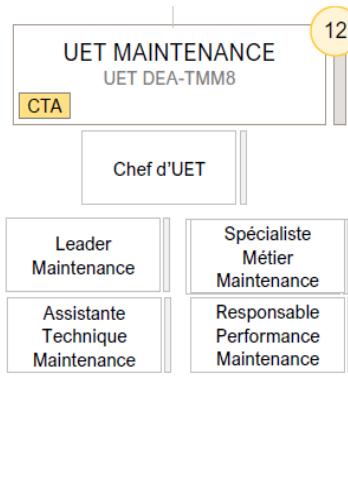 12
UET MAINTENANCE
UET DEA-TMM8
CTA
Chef d'UET
Leader
Maintenance
Spécialiste
Métier
Maintenance
Assistante
Technique
Maintenance
Responsable
Performance
Maintenance